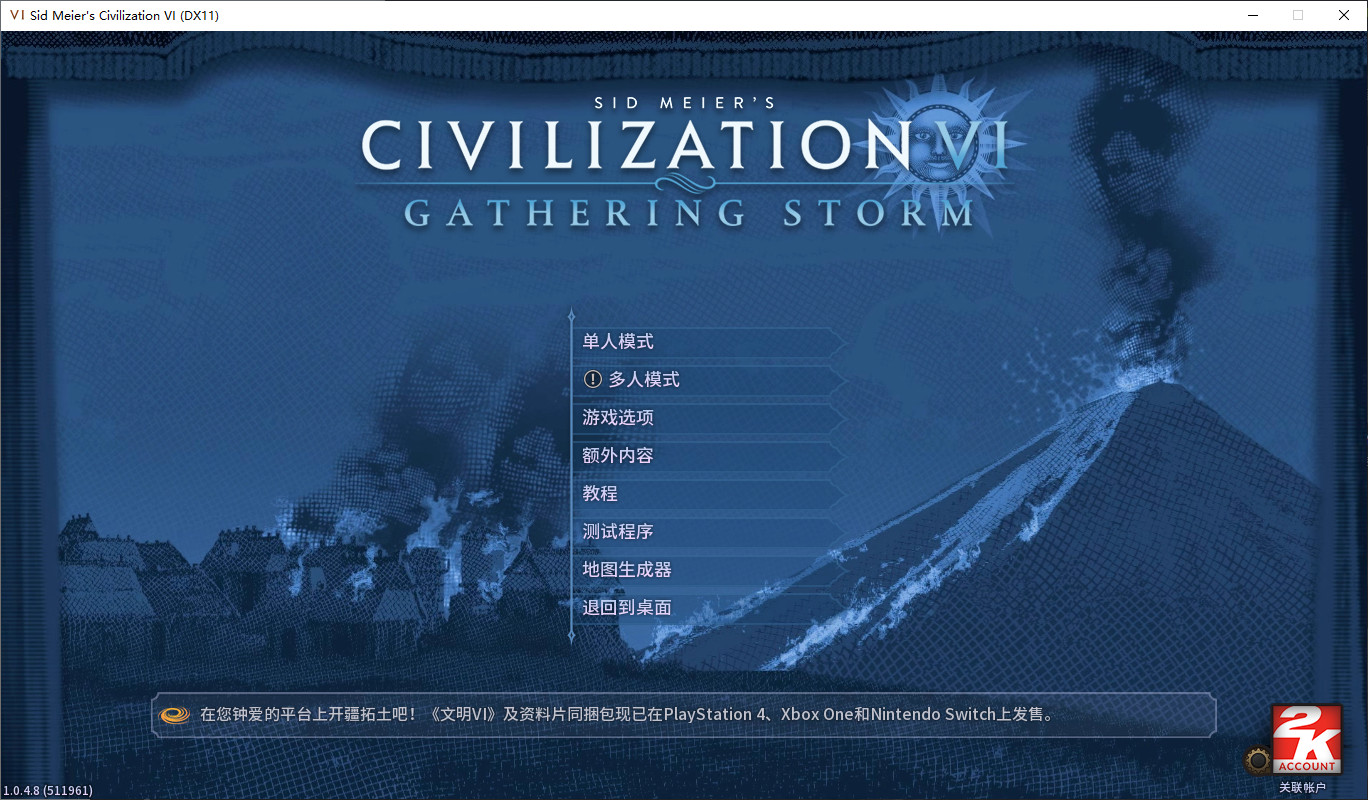 VI Sid Meier's Civilization VI (DX11)
SID MEIER'S
CIVILIZATION VI
GATHERING STORM
单人模式
! 多人模式
游戏选项
额外内容
教程
测试程序
地图生成器
退回到桌面
在您钟爱的平台上开疆拓土吧！《文明VI》及资料片同捆包现已在PlayStation 4、Xbox One和Nintendo Switch上发售。
2K
ACCOUNT
关联帐户
1.0.4.8 (511961)